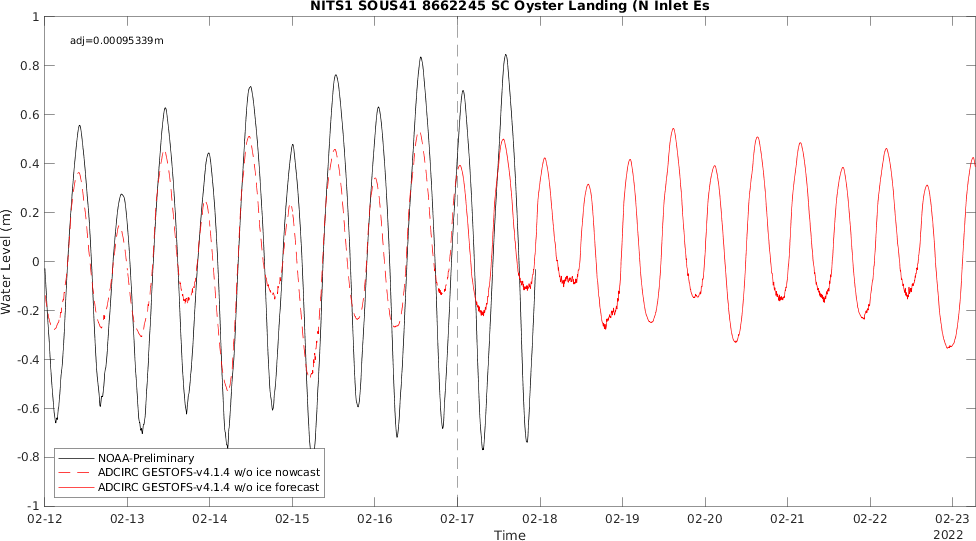 NITS1 SOUS41 8662245 SC Oyster Landing (N Inlet Es
adj=0.00095339m
1
0.8
0.6
0.4
0.2
0
-0.2
-0.4
-0.6
-0.8
-1
Water Level (m)
NOAA-Preliminary
ADCIRC GESTOFS-v4.1.4 w/o ice nowcast
ADCIRC GESTOFS-v4.1.4 w/o ice forecast
02-12 02-13 02-14 02-15 02-16 02-17 02-18 02-19 02-20 02-21 02-22 02-23
Time
2022